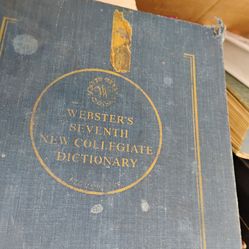 WEBSTER'S
SEVENTH
NEW COLLEGIATE
DICTIONARY